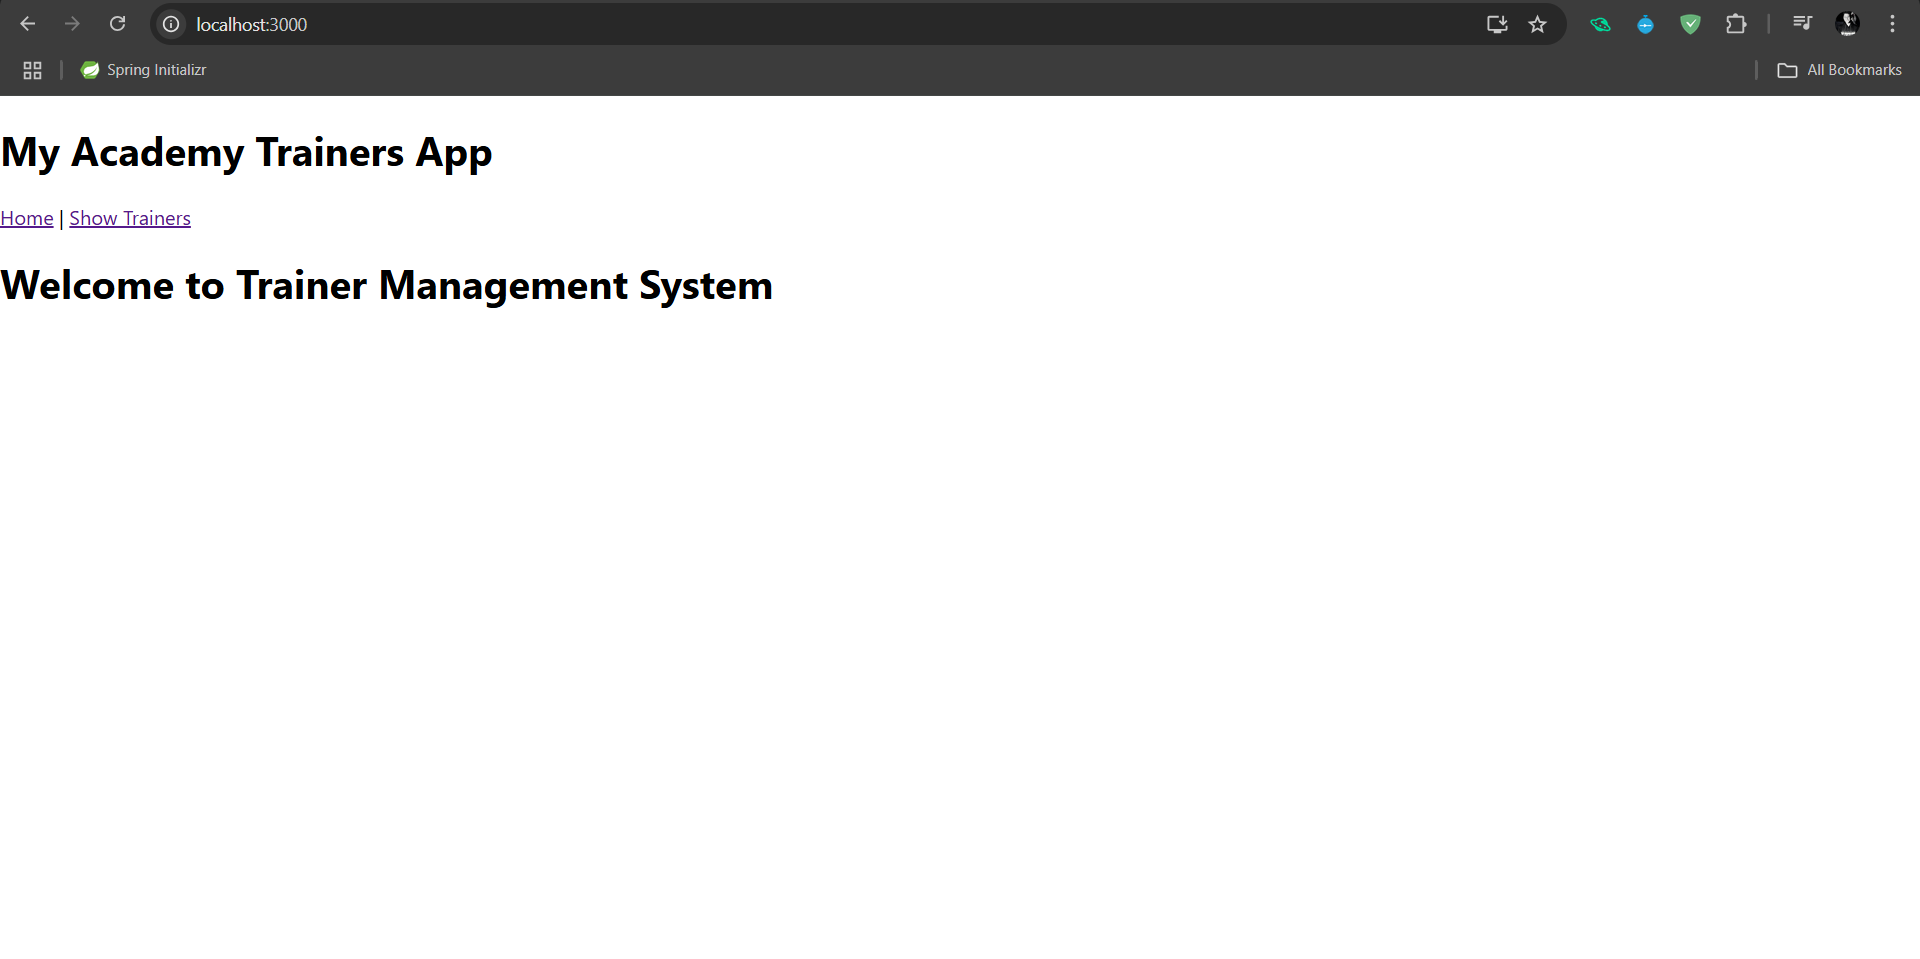 localhost:3000
Spring Initializr
All Bookmarks
My Academy Trainers App
Home | Show Trainers
Welcome to Trainer Management System